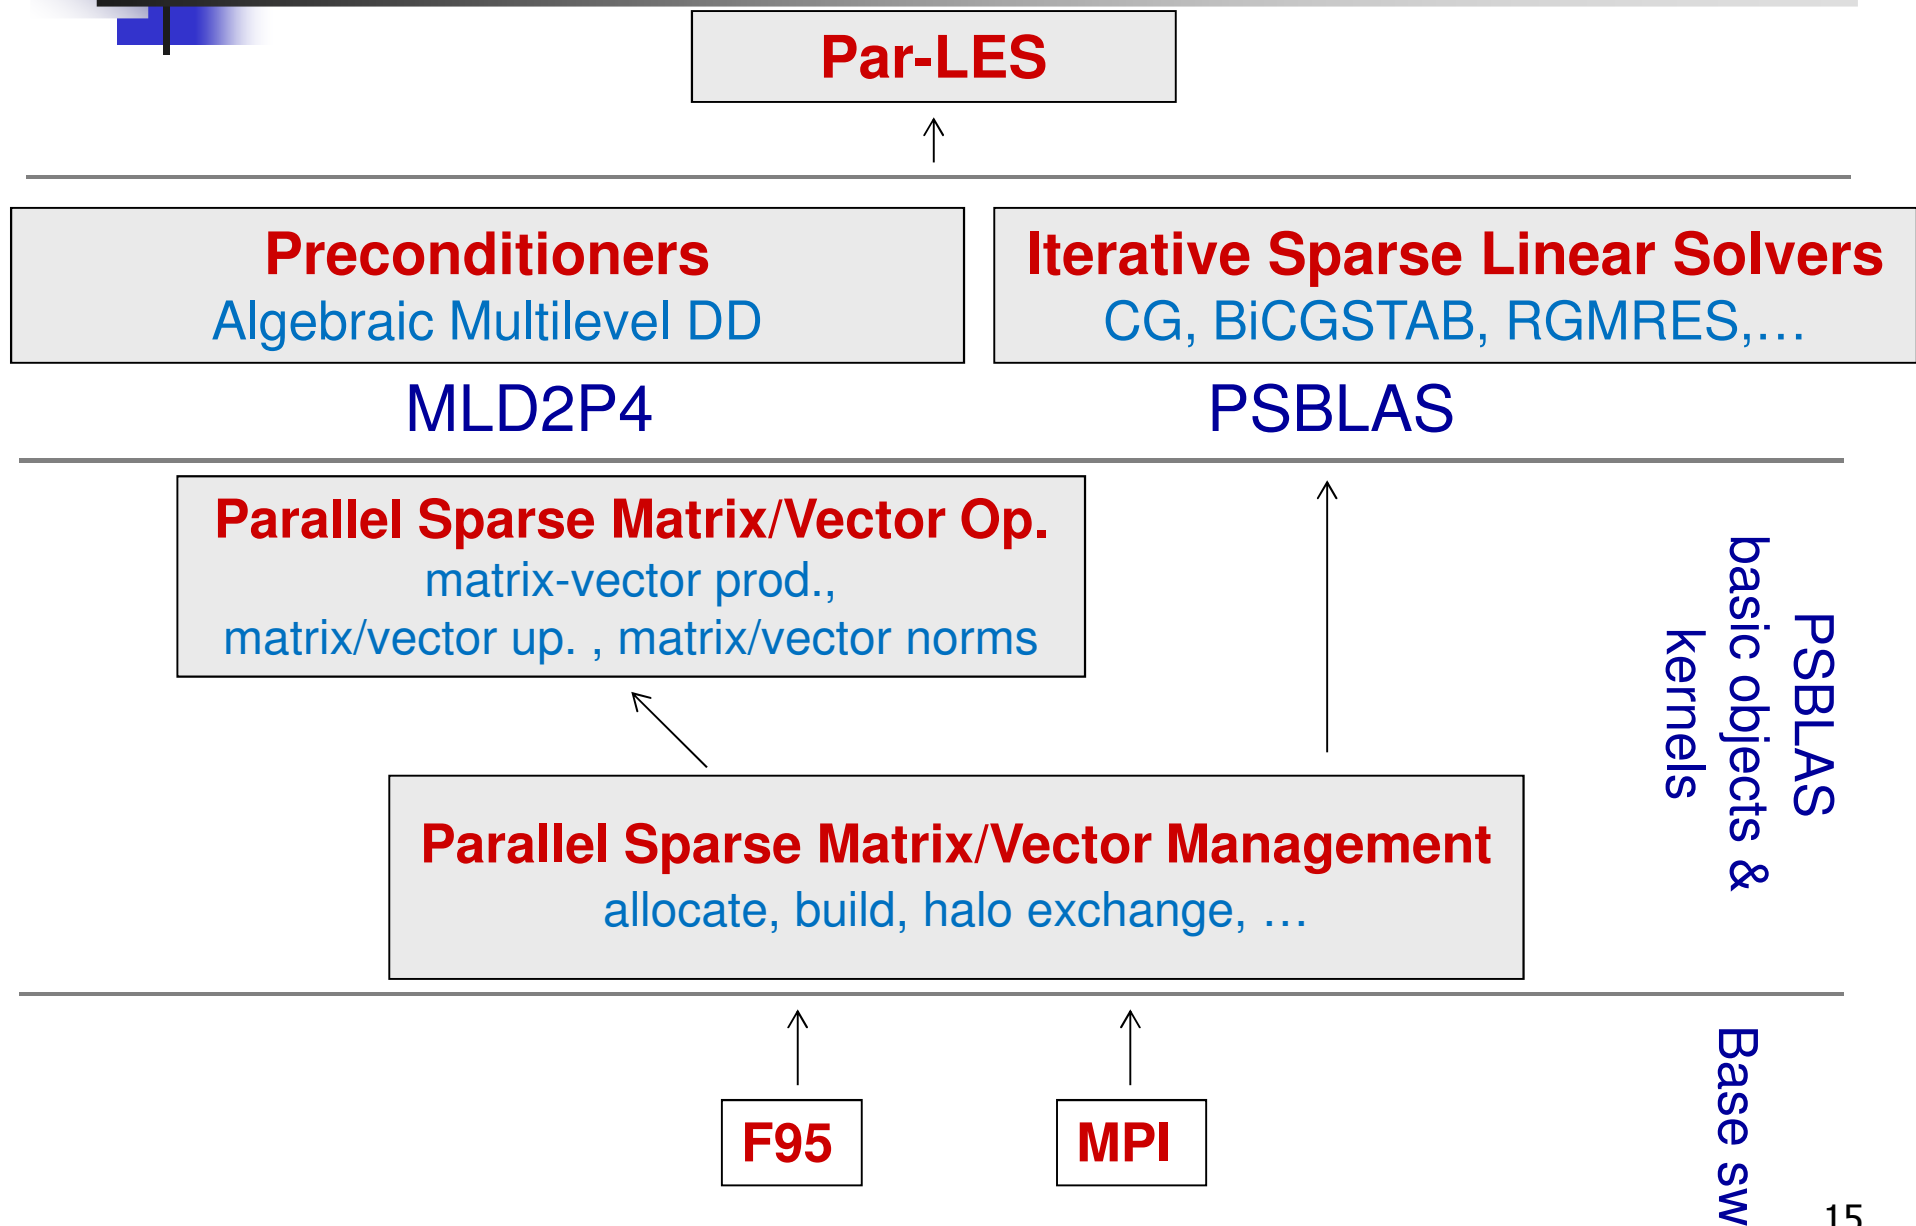 Par-LES
Preconditioners
Algebraic Multilevel DD
Iterative Sparse Linear Solvers
CG, BiCGSTAB, RGMRES,…
MLD2P4
PSBLAS
Parallel Sparse Matrix/Vector Op.
matrix-vector prod.,
matrix/vector up. , matrix/vector norms
PSBLAS
basic objects &
kernels
Parallel Sparse Matrix/Vector Management
allocate, build, halo exchange, …
F95
MPI
Base sw
15